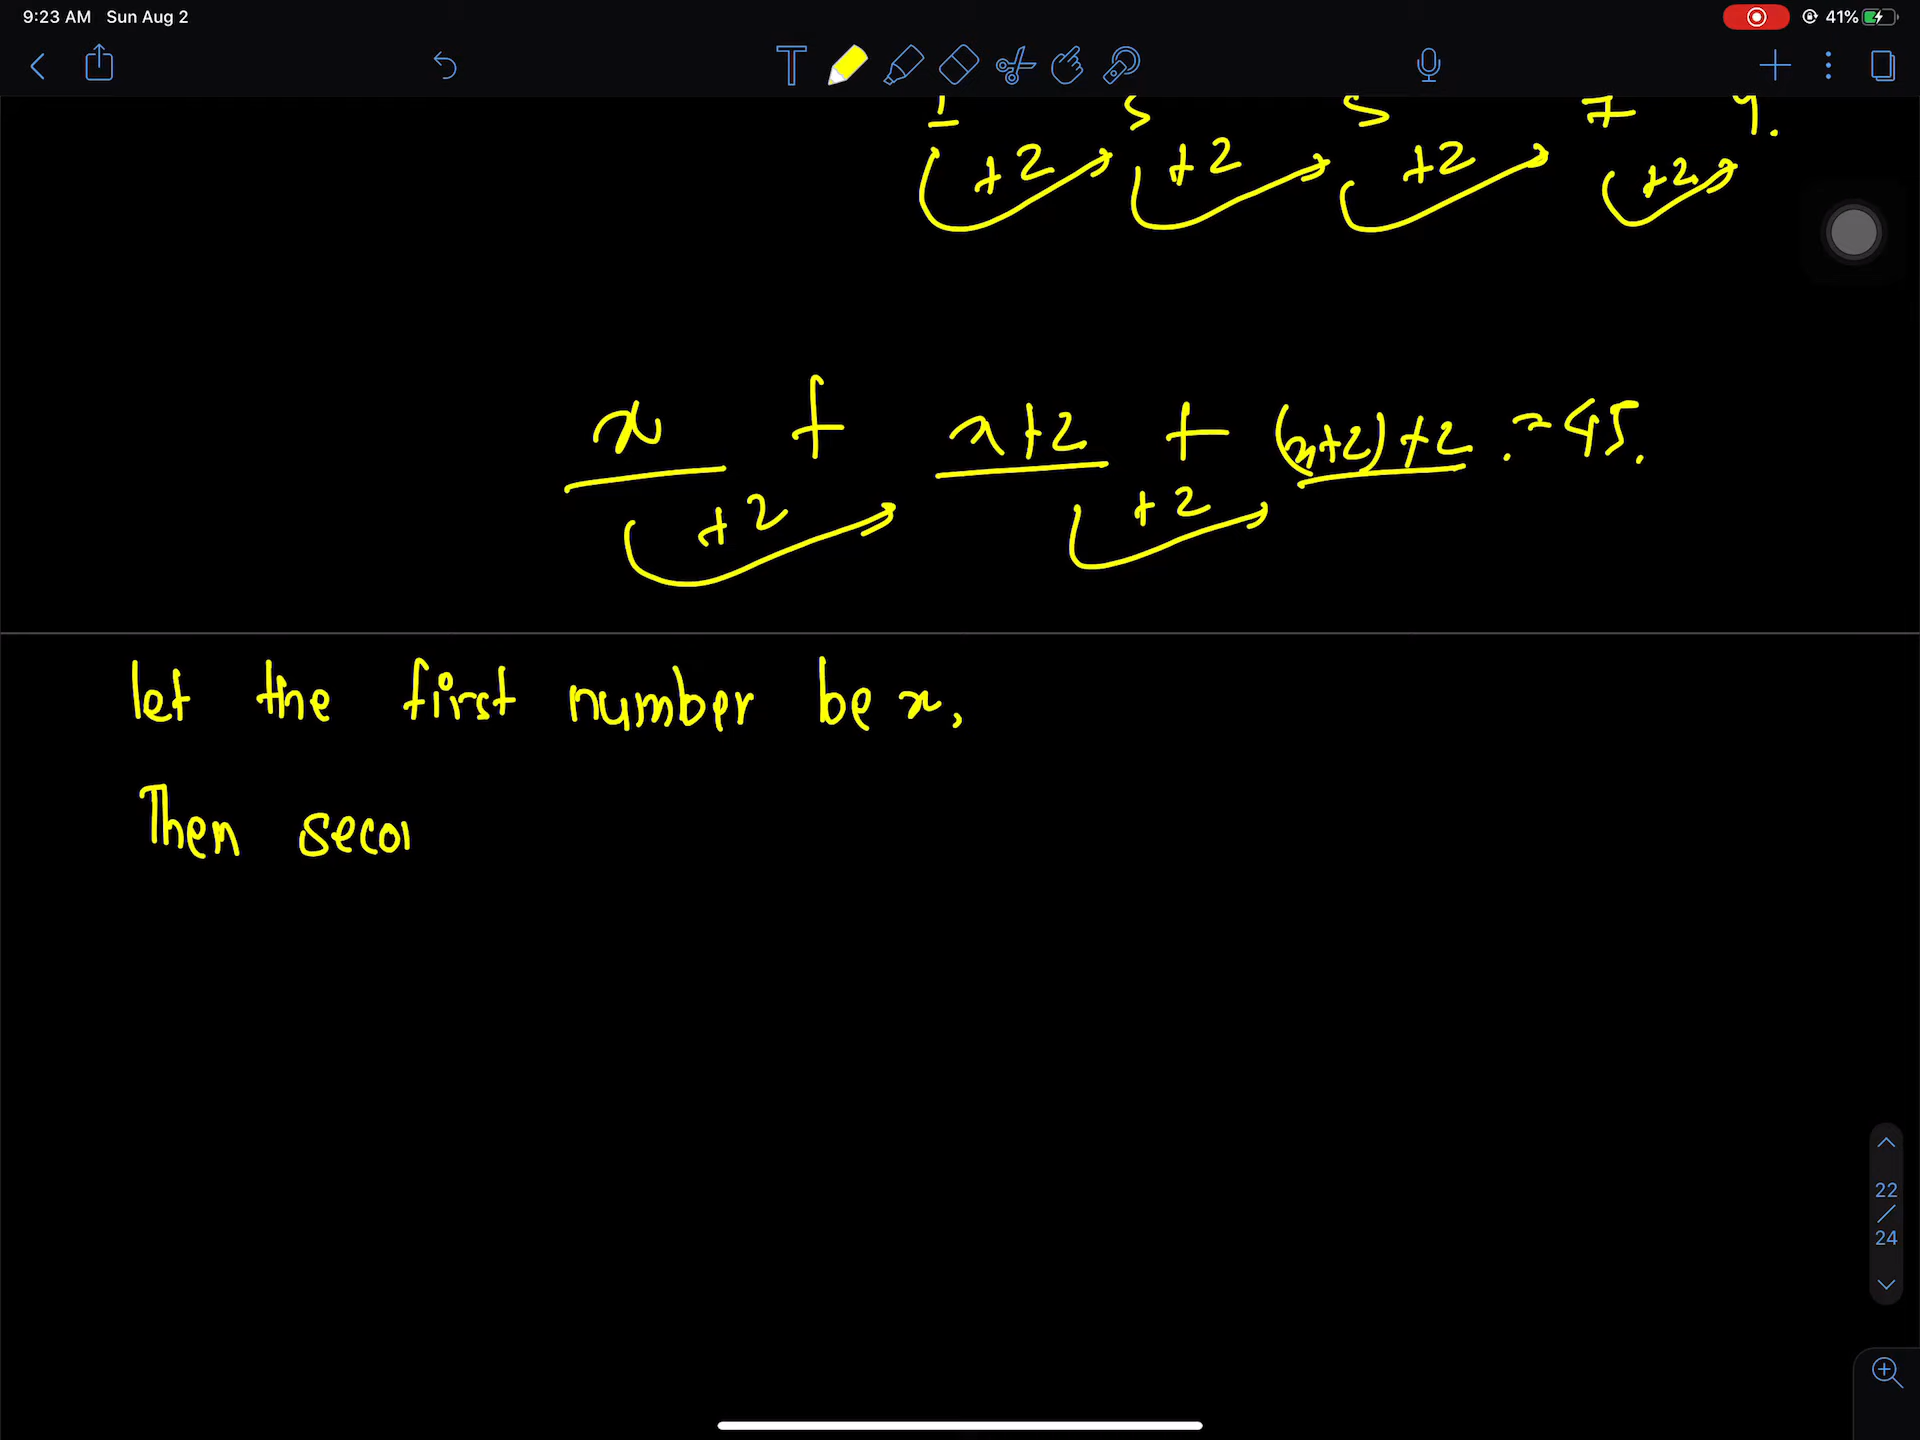 9:23 AM Sun Aug 2
41%
1 5 7 9.
+2 +2 +2 +2
x + x+2 + (x+2)+2 . = 45.
+2 +2
let the first number be x,
Then secon
22
/
24